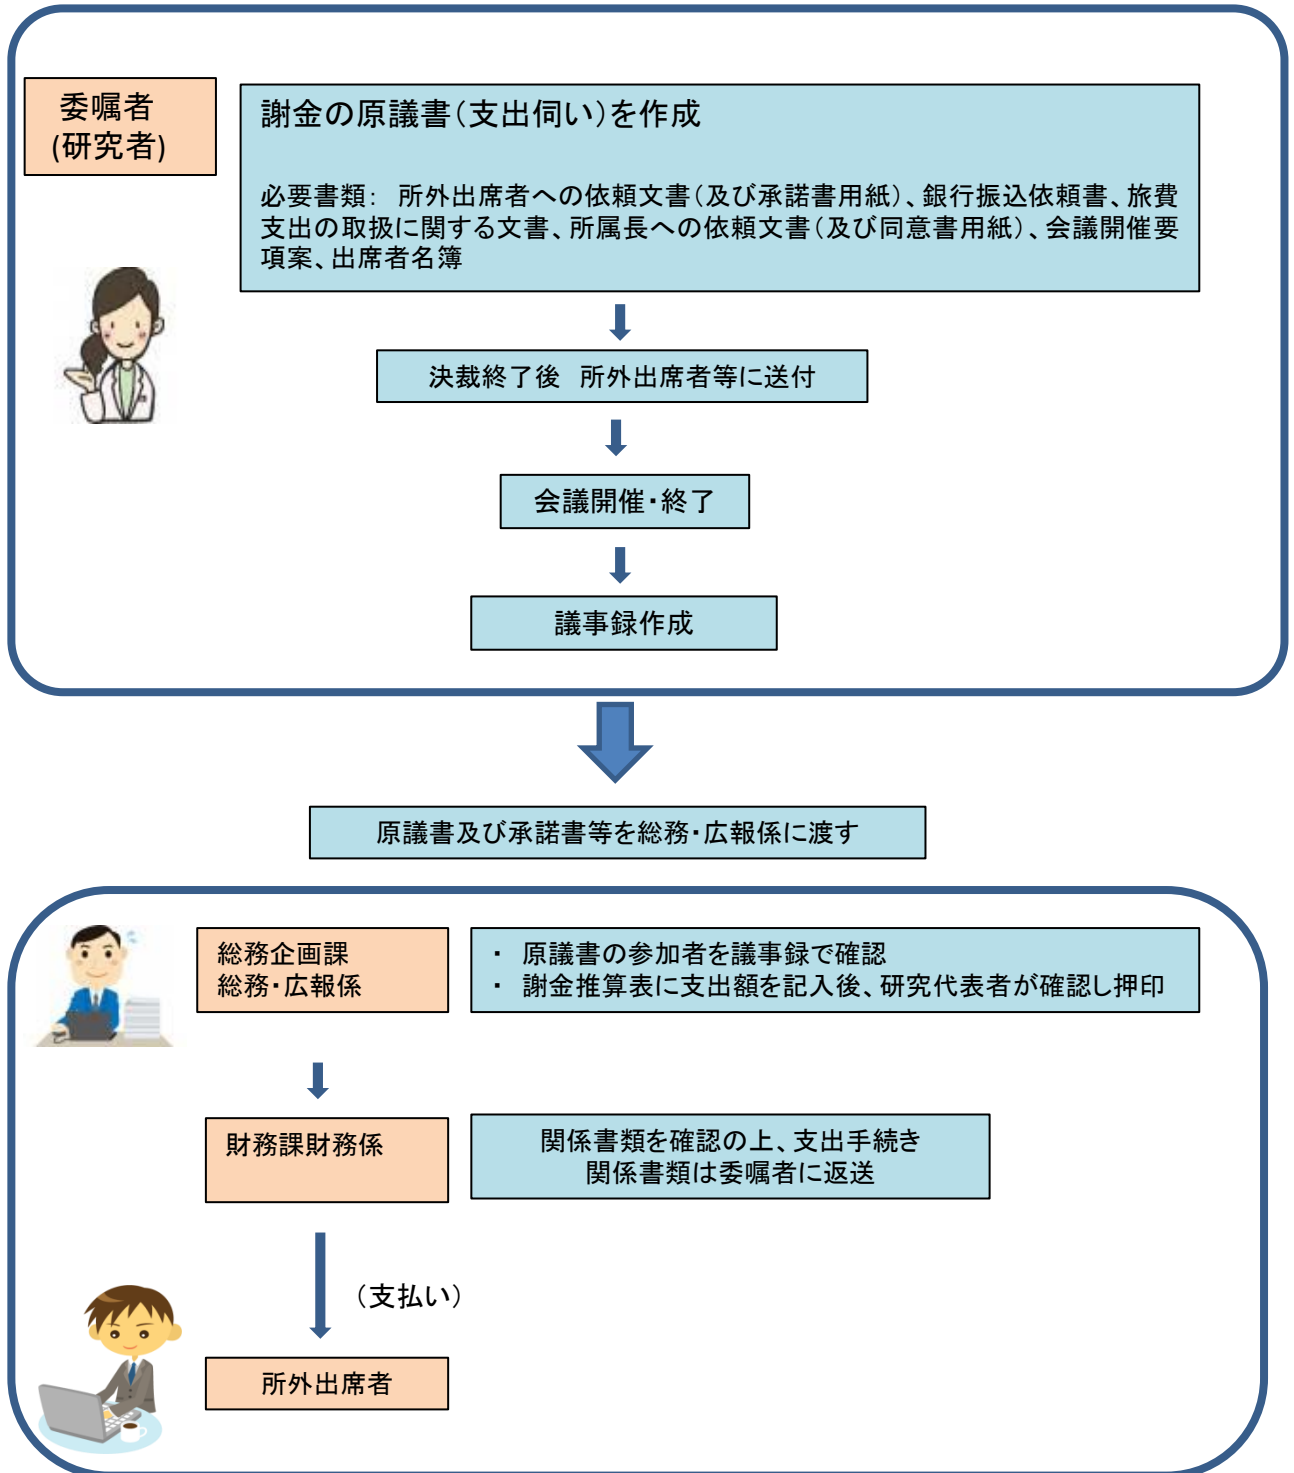 委嘱者
(研究者)
謝金の原議書（支出伺い）を作成
必要書類： 所外出席者への依頼文書（及び承諾書用紙）、銀行振込依頼書、旅費
支出の取扱に関する文書、所属長への依頼文書（及び同意書用紙）、会議開催要
項案、出席者名簿
決裁終了後 所外出席者等に送付
会議開催・終了
議事録作成
原議書及び承諾書等を総務・広報係に渡す
総務企画課
総務・広報係
・ 原議書の参加者を議事録で確認
・ 謝金推算表に支出額を記入後、研究代表者が確認し押印
財務課財務係
関係書類を確認の上、支出手続き
関係書類は委嘱者に返送
（支払い）
所外出席者